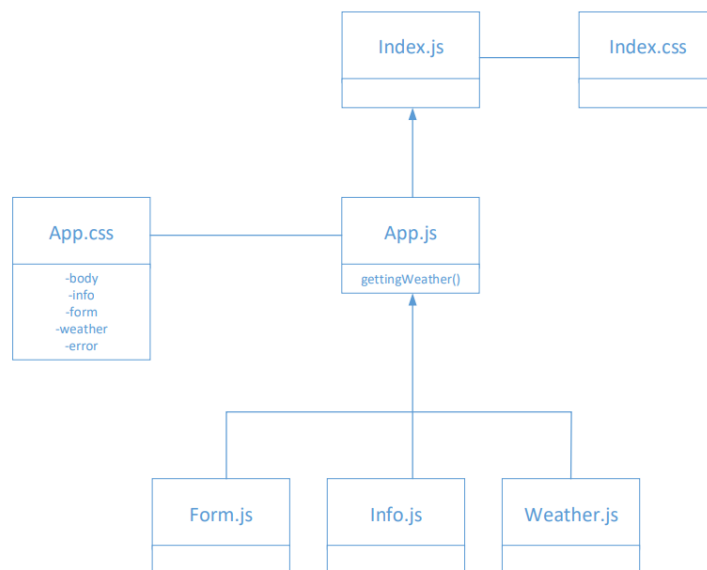 Index.js
Index.css
App.css
-body
-info
-form
-weather
-error
App.js
gettingWeather()
Form.js
Info.js
Weather.js